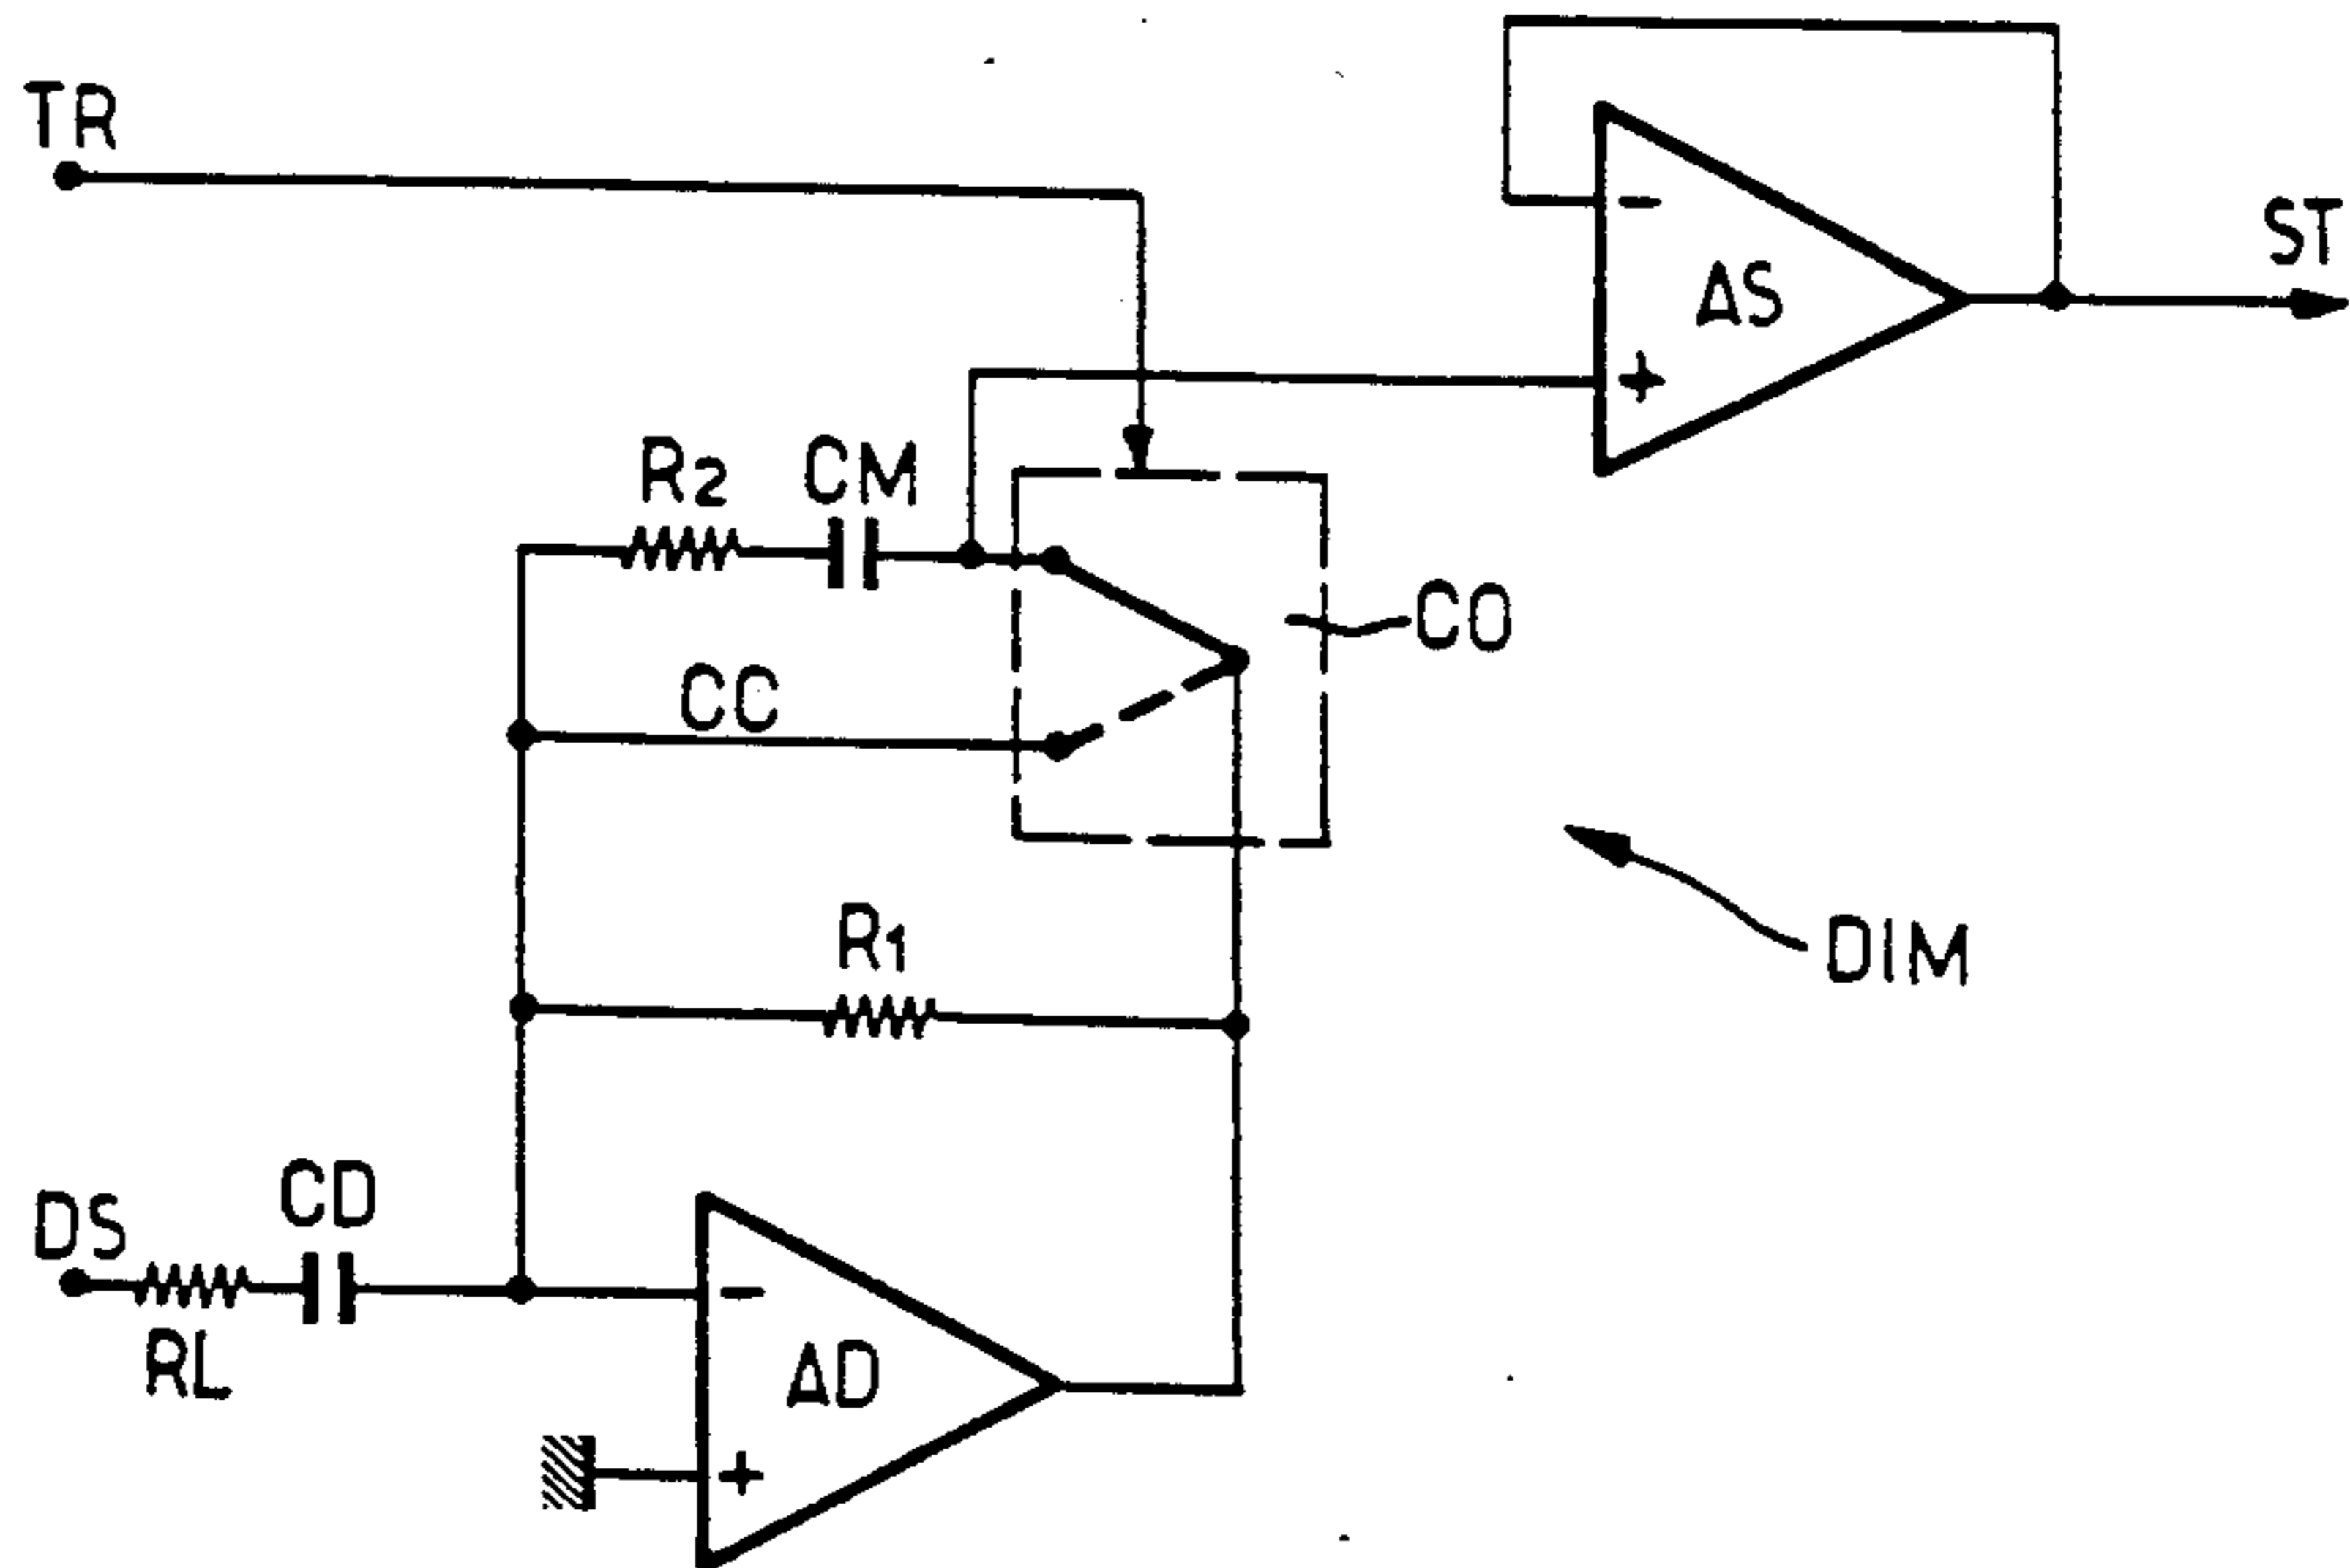 TR
ST
-
AS
+
R2 CM
CO
CC
R1
DIM
CD
DS
-
RL
AD
+